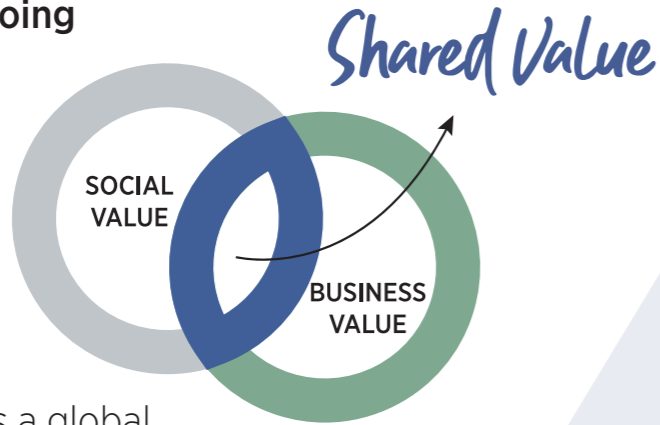 oing
Shared Value
SOCIAL
VALUE
BUSINESS
VALUE
s a global